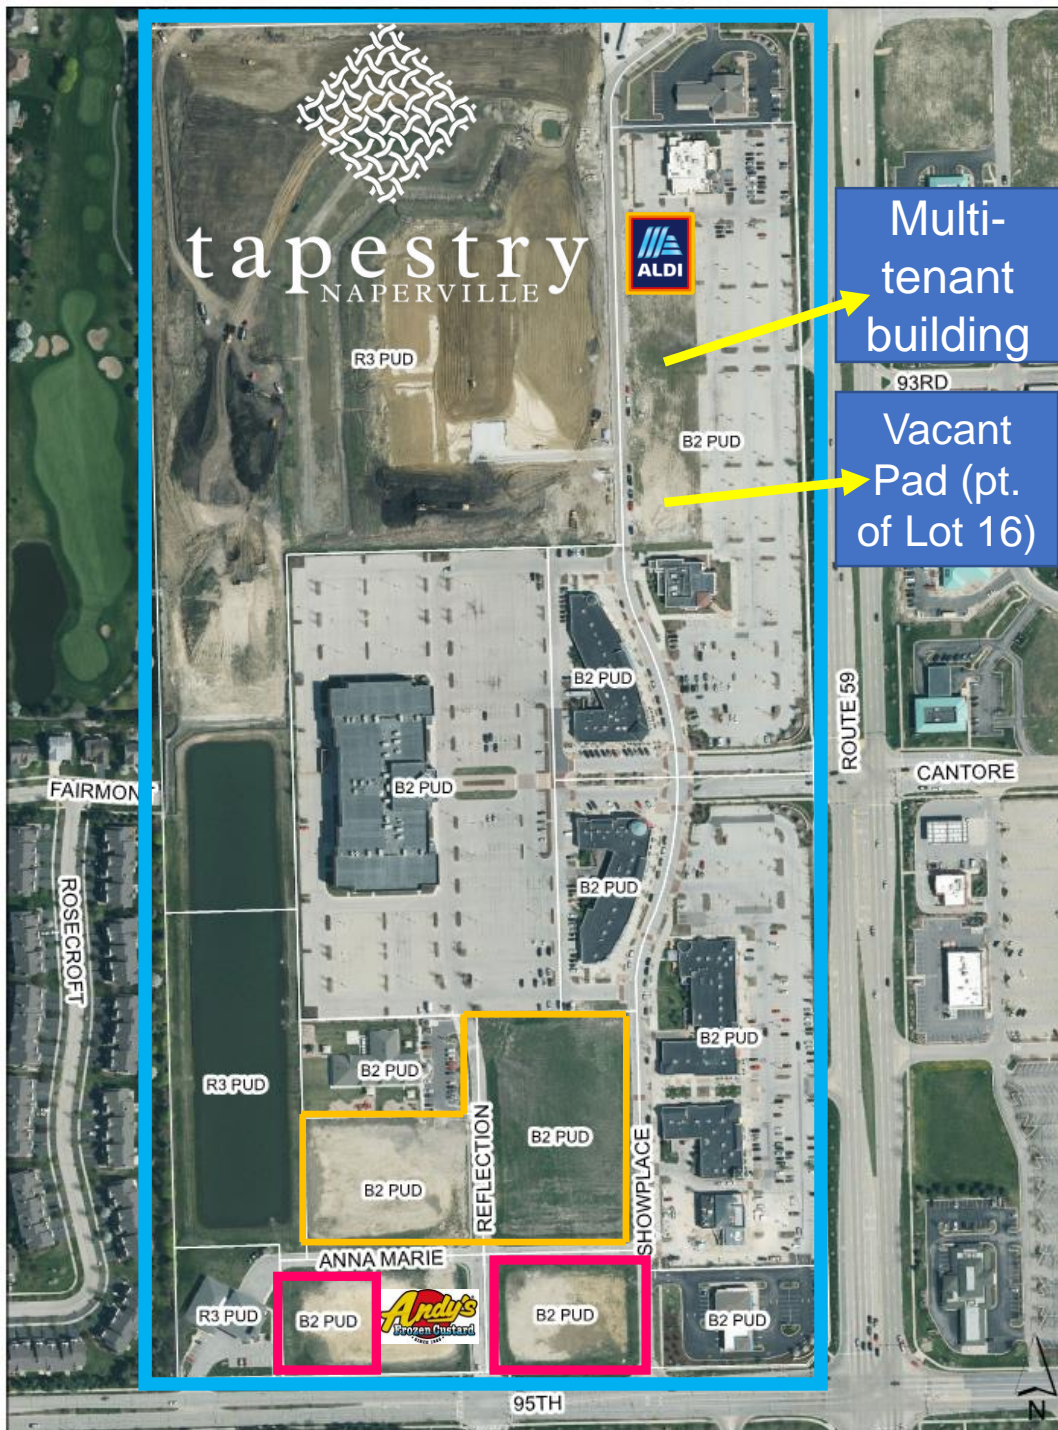 tapestry
NAPERVILLE
ALDI
Multi-
tenant
building
R3 PUD
93RD
B2 PUD
Vacant
Pad (pt.
of Lot 16)
B2 PUD
ROUTE 59
CANTORE
FAIRMONT
B2 PUD
B2 PUD
ROSECROFT
B2 PUD
B2 PUD
R3 PUD
REFLECTION
B2 PUD
SHOWPLACE
B2 PUD
ANNA MARIE
R3 PUD
B2 PUD
Andy's
Frozen Custard
B2 PUD
B2 PUD
95TH
N